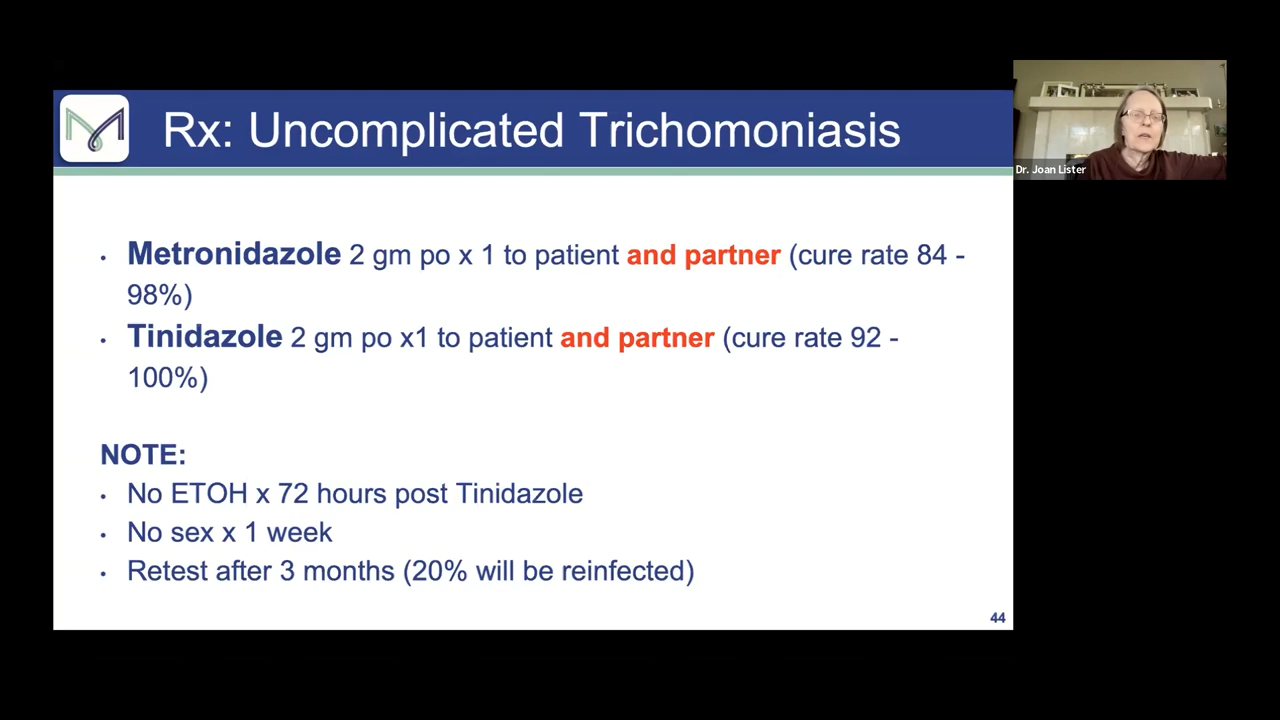 Rx: Uncomplicated Trichomoniasis
Dr. Joan Lister
• Metronidazole 2 gm po x 1 to patient and partner (cure rate 84 -
98%)
• Tinidazole 2 gm po x1 to patient and partner (cure rate 92 -
100%)
NOTE:
• No ETOH x 72 hours post Tinidazole
• No sex x 1 week
• Retest after 3 months (20% will be reinfected)
44